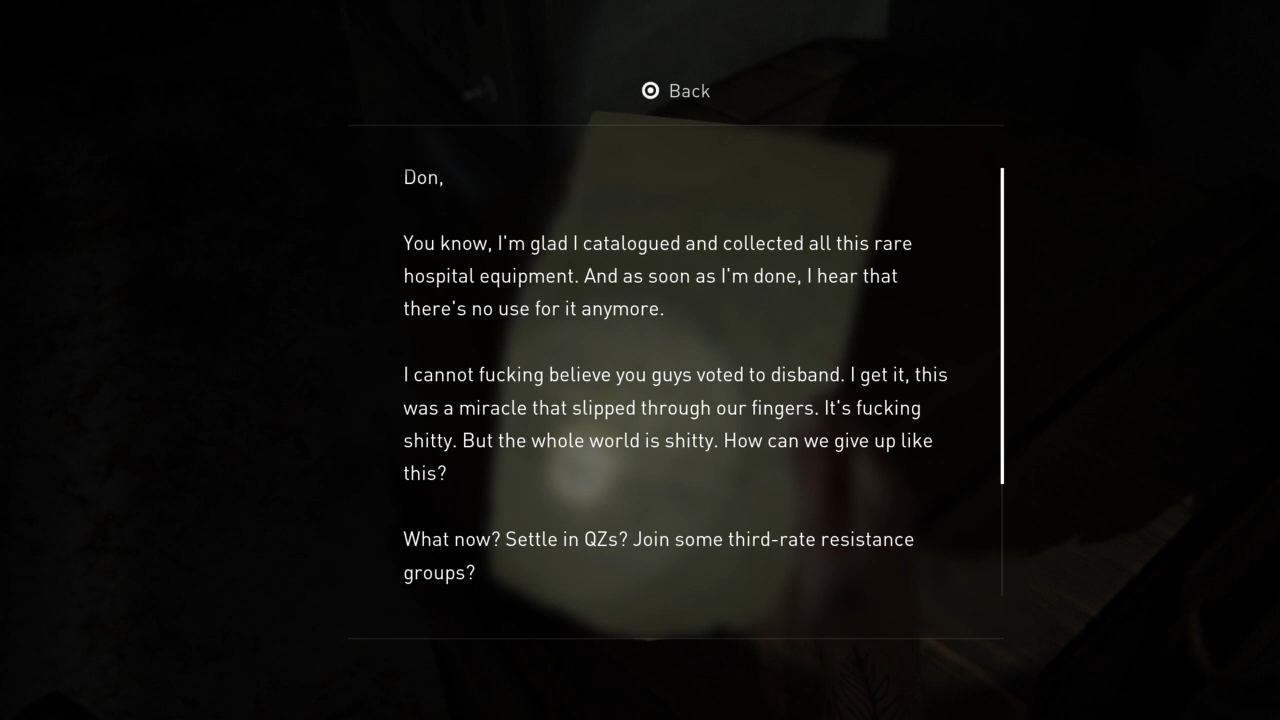 Back
Don,
You know, I'm glad I catalogued and collected all this rare
hospital equipment. And as soon as I'm done, I hear that
there's no use for it anymore.
I cannot fucking believe you guys voted to disband. I get it, this
was a miracle that slipped through our fingers. It's fucking
shitty. But the whole world is shitty. How can we give up like
this?
What now? Settle in QZs? Join some third-rate resistance
groups?